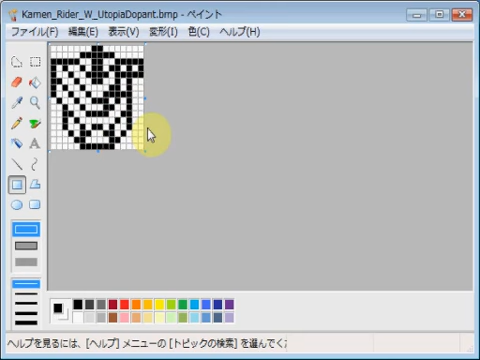 Kamen_Rider_W_UtopiaDopant.bmp - ペイント
ファイル(F) 編集(E) 表示(V) 変形(I) 色(C) ヘルプ(H)
A
ヘルプを見るには、[ヘルプ] メニューの [トピックの検索] を選んでくだ